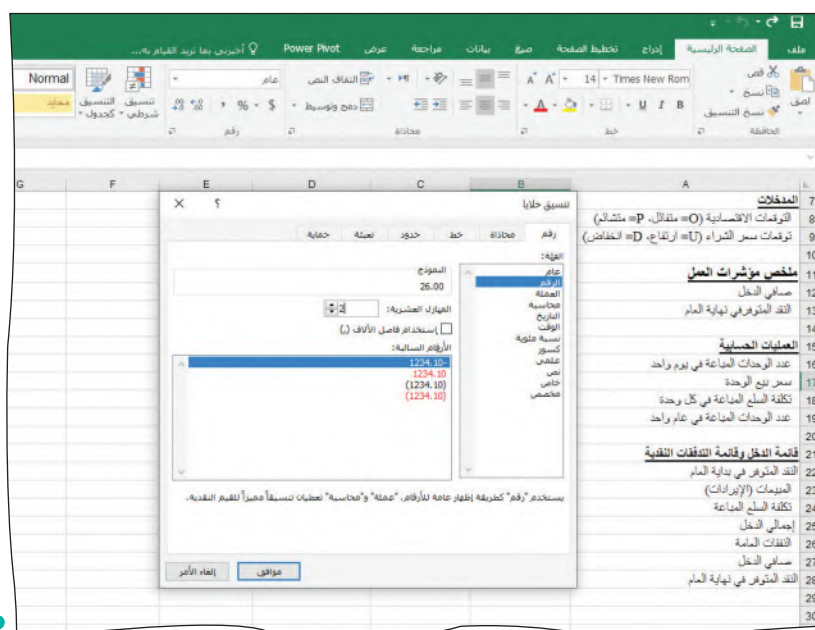 ملف الصفحة الرئيسية إدراج تخطيط الصفحة صيغ بيانات مراجعة عرض Power Pivot أخبرني بما تريد القيام به...
قص
نسخ
نسخ التنسيق
لصق
الحافظة
Times New Rom 14
B I U
خط
التفاف النص
دمج وتوسيط
محاذاة
عام
$ % ,
رقم
تنسيق شرطي
التنسيق كجدول
Normal
محايد
A B C D E F G
7 المدخلات
8 التوقعات الاقتصادية (O= متفائل، P= متشائم)
9 توقعات سعر الشراء (U= ارتفاع، D= انخفاض)
10
11 ملخص مؤشرات العمل
12 صافي الدخل
13 النقد المتوفرفي نهاية العام
14
15 العمليات الحسابية
16 عدد الوحدات المباعة في يوم واحد
17 سعر بيع الوحدة
18 تكلفة السلع المباعة في كل وحدة
19 عدد الوحدات المباعة في عام واحد
20
21 قائمة الدخل وقائمة التدفقات النقدية
22 النقد المتوفر في بداية العام
23 المبيعات (الإيرادات)
24 تكلفة السلع المباعة
25 إجمالي الدخل
26 النفقات العامة
27 صافي الدخل
28 النقد المتوفر في نهاية العام
29
30
تنسيق خلايا ? ×
رقم محاذاة خط حدود تعبئة حماية
الفئة:
عام
الرقم
العملة
محاسبة
التاريخ
الوقت
نسبة مئوية
كسور
علمي
نص
خاص
مخصص
النموذج
26.00
المنازل العشرية: 2
إستخدام فاصل الآلاف (,)
الأرقام السالبة:
1234.10-
1234.10
(1234.10)
(1234.10)
يستخدم "رقم" كطريقة إظهار عامة للأرقام. "عملة" و"محاسبة" تعطيان تنسيقاً مميزاً للقيم النقدية.
موافق إلغاء الأمر